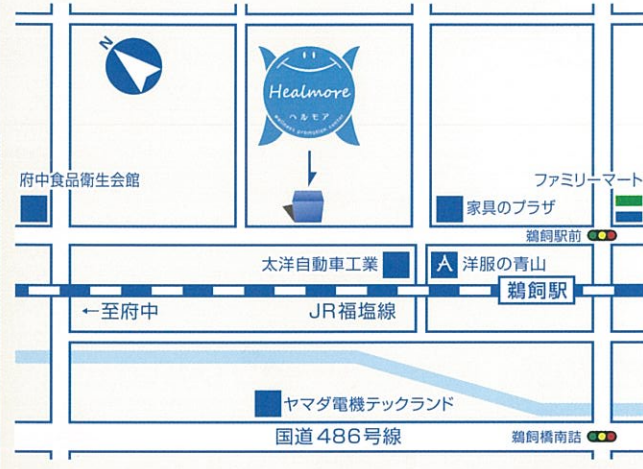 N
Healmore
ヘルモア
wellness promotion center
府中食品衛生会館
ファミリーマート
家具のプラザ
鵜飼駅前
太洋自動車工業
A 洋服の青山
鵜飼駅
←至府中
JR福塩線
ヤマダ電機テックランド
国道486号線
鵜飼橋南詰